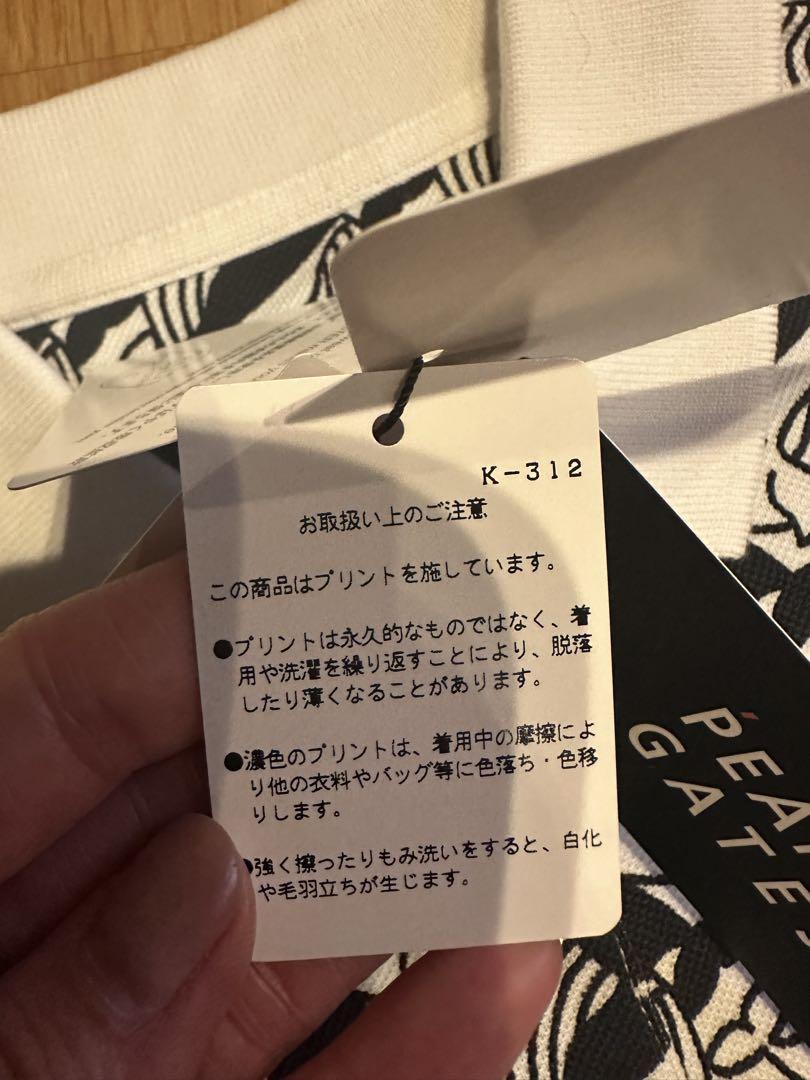 K-312
お取扱い上のご注意
この商品はプリントを施しています。
●プリントは永久的なものではなく、着
用や洗濯を繰り返すことにより、脱落
したり薄くなることがあります。
●濃色のプリントは、着用中の摩擦によ
り他の衣料やバッグ等に色落ち・色移
りします。
●強く擦ったりもみ洗いをすると、白化
や毛羽立ちが生じます。
PEAR
GATES